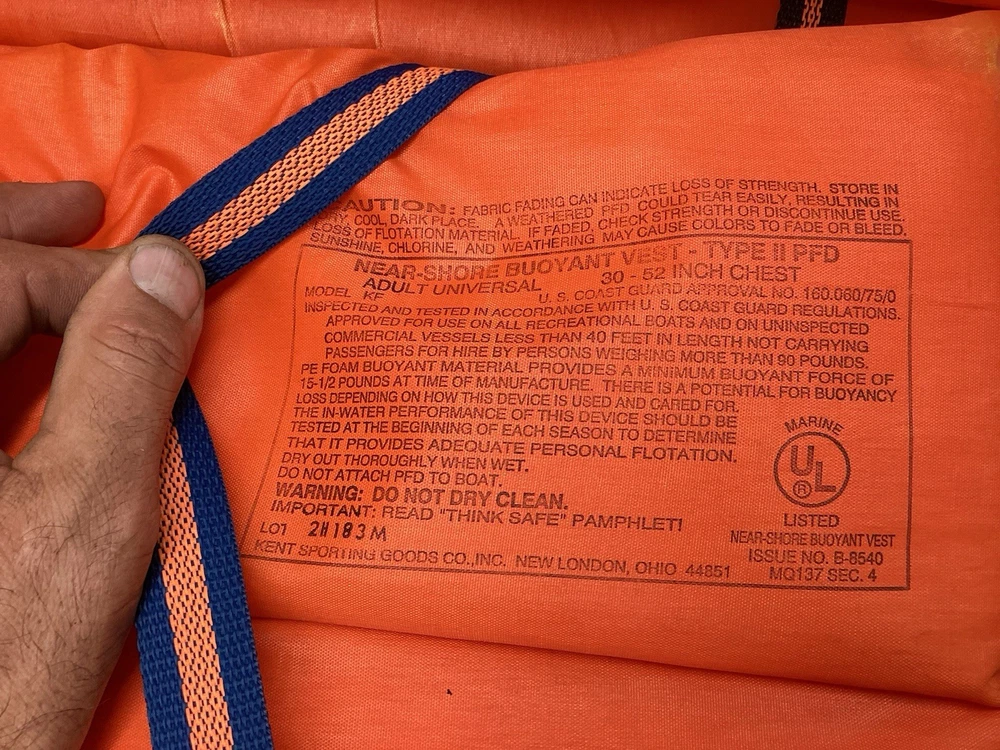 CAUTION: FABRIC FADING CAN INDICATE LOSS OF STRENGTH. STORE IN
DRY, COOL, DARK PLACE. A WEATHERED PFD COULD TEAR EASILY, RESULTING IN
LOSS OF FLOTATION MATERIAL. IF FADED, CHECK STRENGTH OR DISCONTINUE USE.
SUNSHINE, CHLORINE, AND WEATHERING MAY CAUSE COLORS TO FADE OR BLEED.
NEAR-SHORE BUOYANT VEST - TYPE II PFD
ADULT UNIVERSAL 30 - 52 INCH CHEST
MODEL KF U. S. COAST GUARD APPROVAL NO. 160.060/75/0
INSPECTED AND TESTED IN ACCORDANCE WITH U. S. COAST GUARD REGULATIONS.
APPROVED FOR USE ON ALL RECREATIONAL BOATS AND ON UNINSPECTED
COMMERCIAL VESSELS LESS THAN 40 FEET IN LENGTH NOT CARRYING
PASSENGERS FOR HIRE BY PERSONS WEIGHING MORE THAN 90 POUNDS.
PE FOAM BUOYANT MATERIAL PROVIDES A MINIMUM BUOYANT FORCE OF
15-1/2 POUNDS AT TIME OF MANUFACTURE. THERE IS A POTENTIAL FOR BUOYANCY
LOSS DEPENDING ON HOW THIS DEVICE IS USED AND CARED FOR.
THE IN-WATER PERFORMANCE OF THIS DEVICE SHOULD BE
TESTED AT THE BEGINNING OF EACH SEASON TO DETERMINE
THAT IT PROVIDES ADEQUATE PERSONAL FLOTATION.
DRY OUT THOROUGHLY WHEN WET.
DO NOT ATTACH PFD TO BOAT.
WARNING: DO NOT DRY CLEAN.
IMPORTANT: READ "THINK SAFE" PAMPHLET!
LOT 2H183M
KENT SPORTING GOODS CO., INC. NEW LONDON, OHIO 44851
MARINE
UL ®
LISTED
NEAR-SHORE BUOYANT VEST
ISSUE NO. B-8540
MQ137 SEC. 4